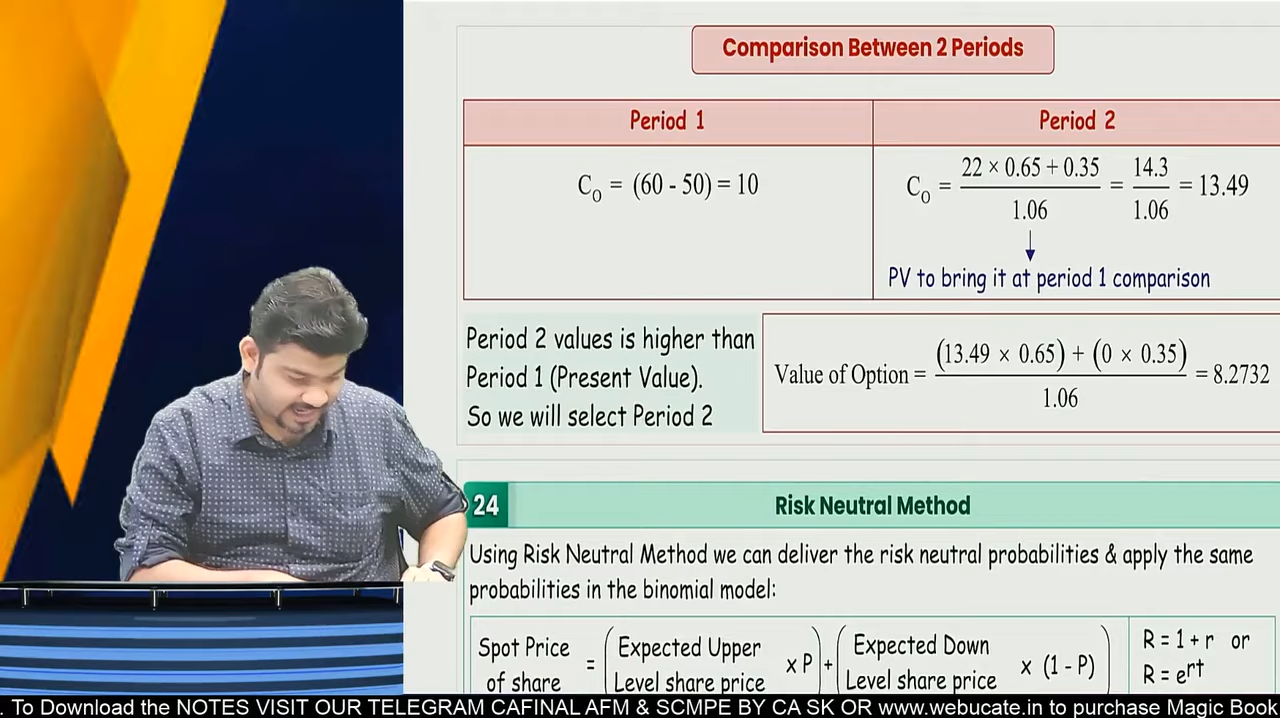 Comparison Between 2 Periods
Period 1
Period 2
C₀ = (60 - 50) = 10
C₀ = (22 × 0.65 + 0.35) / 1.06 = 14.3 / 1.06 = 13.49
PV to bring it at period 1 comparison
Period 2 values is higher than
Period 1 (Present Value).
So we will select Period 2
Value of Option = ((13.49 × 0.65) + (0 × 0.35)) / 1.06 = 8.2732
24
Risk Neutral Method
Using Risk Neutral Method we can deliver the risk neutral probabilities & apply the same
probabilities in the binomial model:
Spot Price of share = (Expected Upper Level share price × P) + (Expected Down Level share price × (1 - P))
R = 1 + r or
R = eʳᵗ
. To Download the NOTES VISIT OUR TELEGRAM CAFINAL AFM & SCMPE BY CA SK OR www.webucate.in to purchase Magic Book